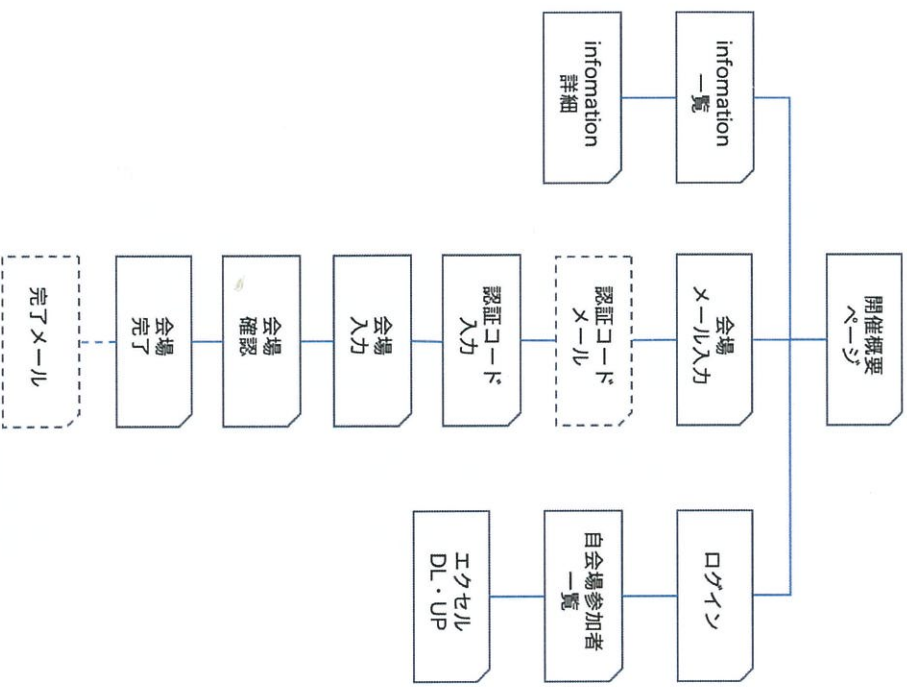 開催概要
ページ
infomation
一覧
infomation
詳細
会場
メール入力
認証コード
メール
認証コード
入力
会場
入力
会場
確認
会場
完了
完了メール
ログイン
自会場参加者
一覧
エクセル
DL・UP